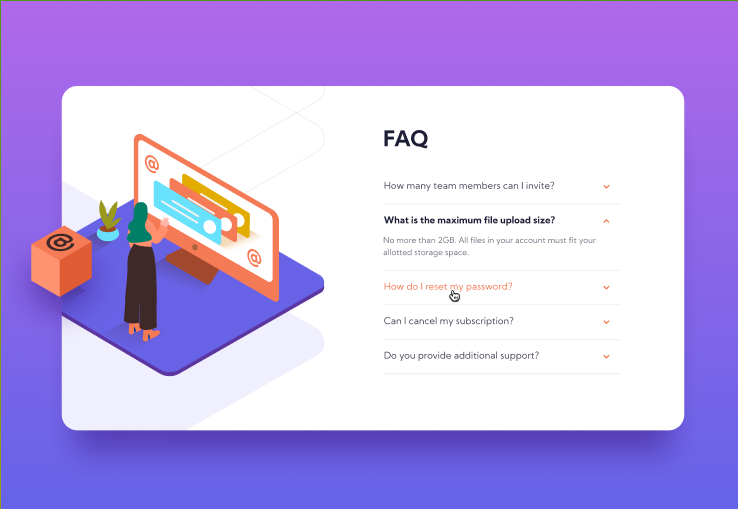 FAQ
How many team members can I invite?
What is the maximum file upload size?
No more than 2GB. All files in your account must fit your
allotted storage space.
How do I reset my password?
Can I cancel my subscription?
Do you provide additional support?
@
@
@